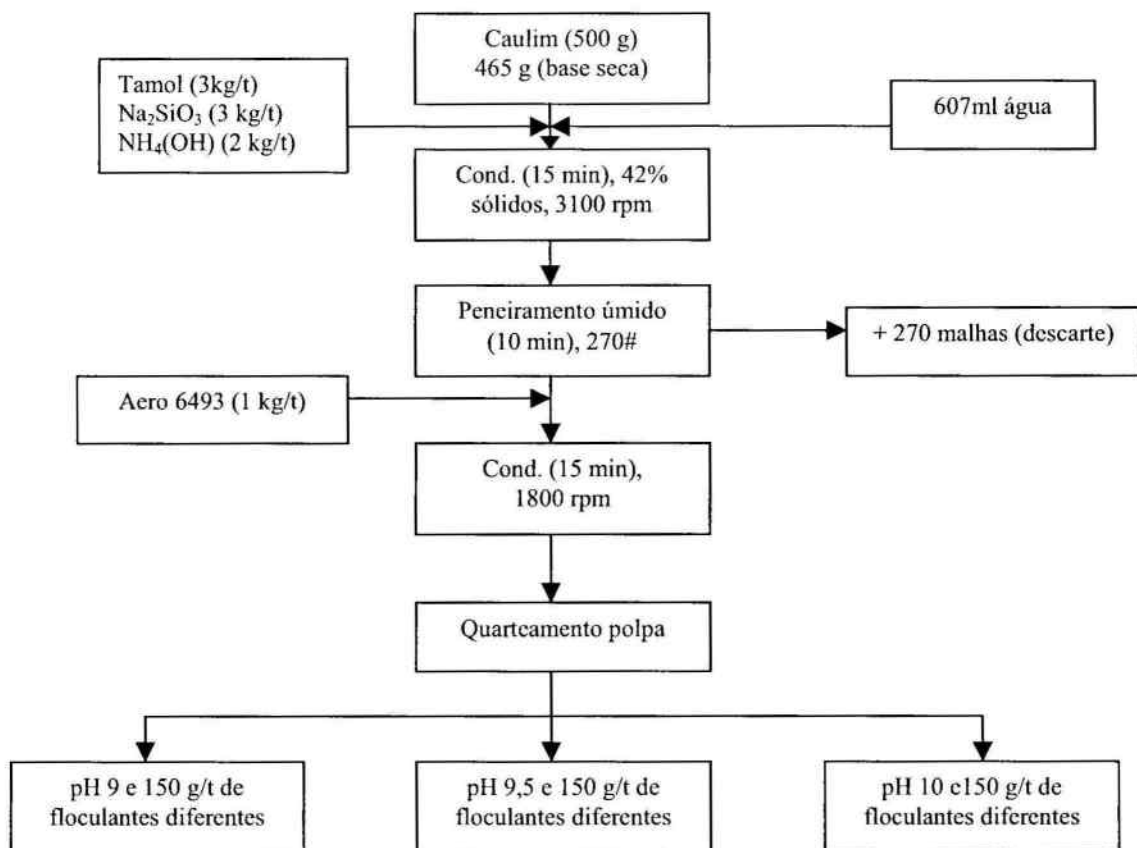 Caulim (500 g)
465 g (base seca)
Tamol (3kg/t)
Na₂SiO₃ (3 kg/t)
NH₄(OH) (2 kg/t)
607ml água
Cond. (15 min), 42%
sólidos, 3100 rpm
Peneiramento úmido
(10 min), 270#
+ 270 malhas (descarte)
Aero 6493 (1 kg/t)
Cond. (15 min),
1800 rpm
Quarteamento polpa
pH 9 e 150 g/t de
floculantes diferentes
pH 9,5 e 150 g/t de
floculantes diferentes
pH 10 e150 g/t de
floculantes diferentes